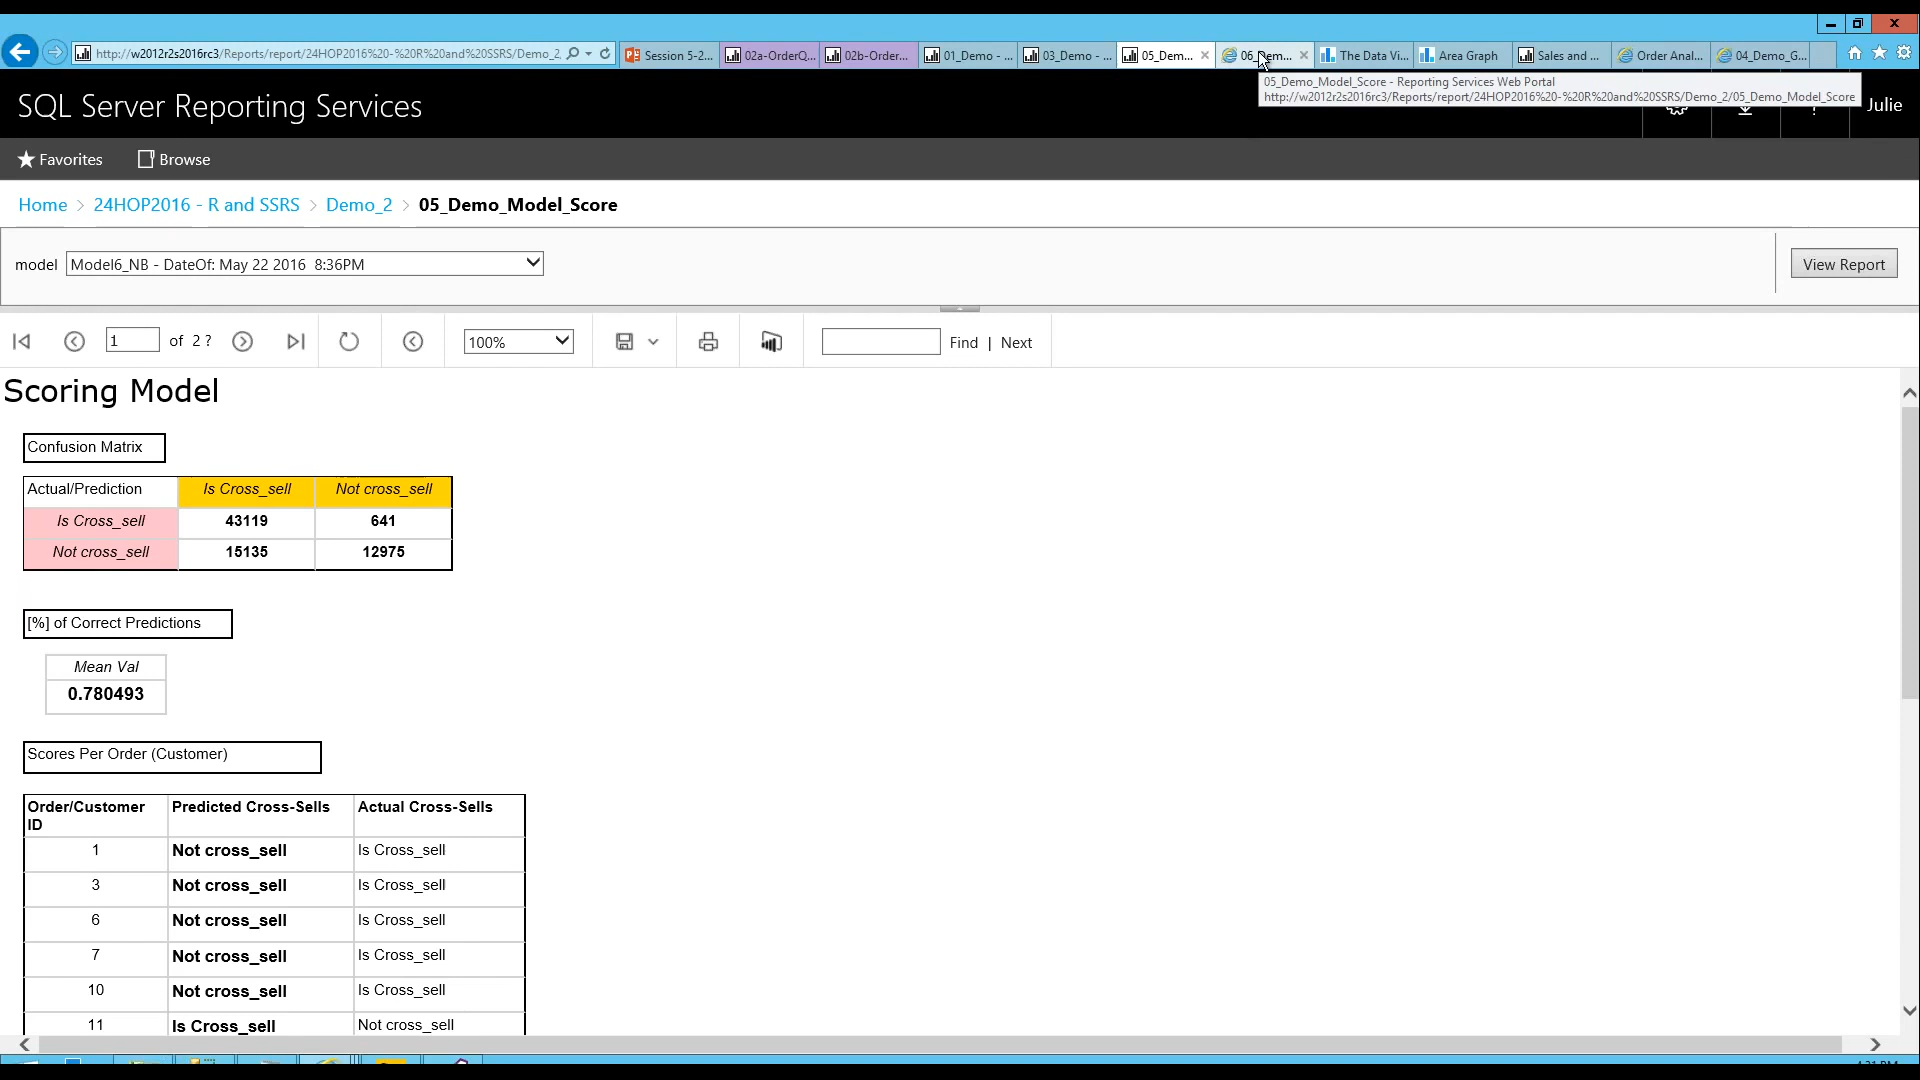 http://w2012r2s2016rc3/Reports/report/24HOP2016%20-%20R%20and%20SSRS/Demo_2,
Session 5-2... 02a-OrderQ... 02b-Order... 01_Demo - ... 03_Demo - ... 05_Dem... 06_Dem... The Data Vi... Area Graph Sales and ... Order Anal... 04_Demo_G...
05_Demo_Model_Score - Reporting Services Web Portal
http://w2012r2s2016rc3/Reports/report/24HOP2016%20-%20R%20and%20SSRS/Demo_2/05_Demo_Model_Score
SQL Server Reporting Services
Julie
Favorites Browse
Home > 24HOP2016 - R and SSRS > Demo_2 > 05_Demo_Model_Score
model Model6_NB - DateOf: May 22 2016 8:36PM View Report
1 of 2 ? 100% Find | Next
Scoring Model
Confusion Matrix
Actual/Prediction Is Cross_sell Not cross_sell
Is Cross_sell 43119 641
Not cross_sell 15135 12975
[%] of Correct Predictions
Mean Val
0.780493
Scores Per Order (Customer)
Order/Customer ID Predicted Cross-Sells Actual Cross-Sells
1 Not cross_sell Is Cross_sell
3 Not cross_sell Is Cross_sell
6 Not cross_sell Is Cross_sell
7 Not cross_sell Is Cross_sell
10 Not cross_sell Is Cross_sell
11 Is Cross_sell Not cross_sell